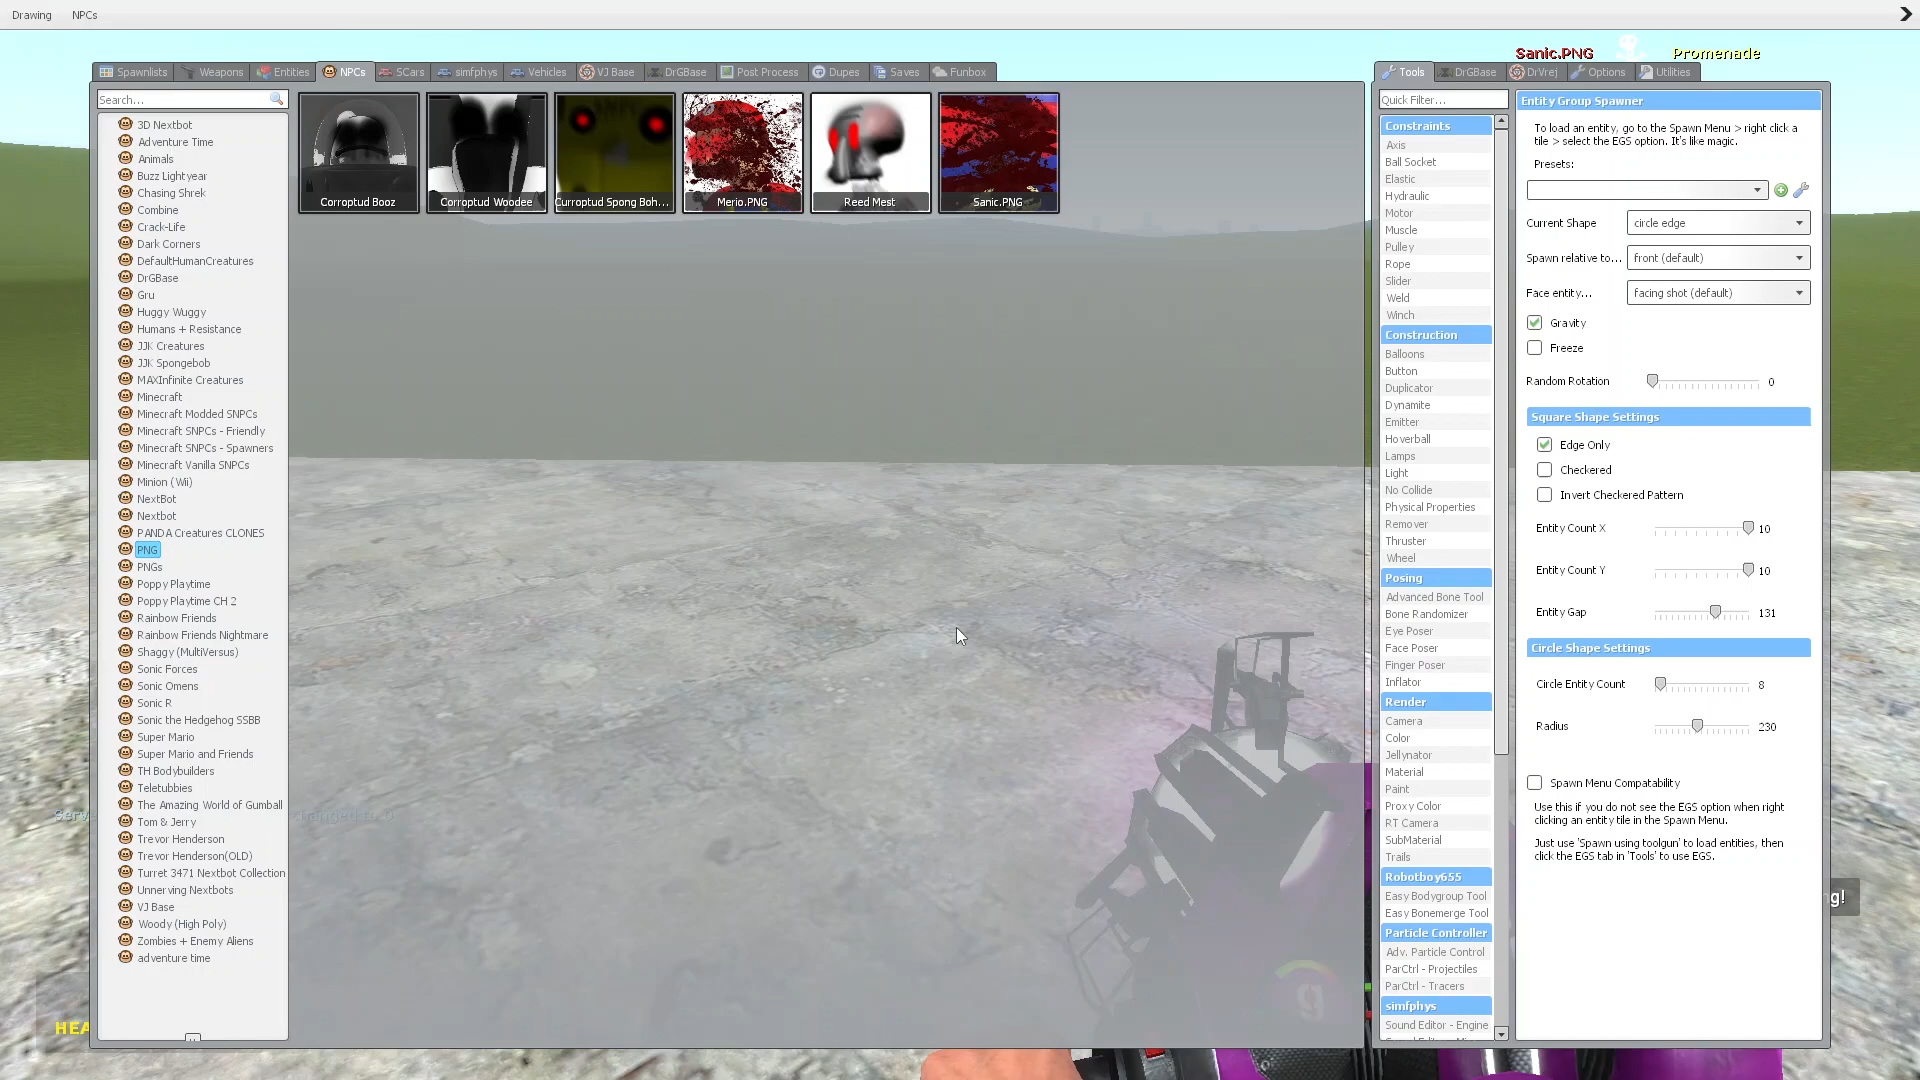 Drawing NPCs
Sanic.PNG Promenade
Spawnlists Weapons Entities NPCs SCars simfphys Vehicles VJ Base DrGBase Post Process Dupes Saves Funbox
Tools DrGBase DrVrej Options Utilities
Search...
3D Nextbot
Adventure Time
Animals
Buzz Lightyear
Chasing Shrek
Combine
Crack-Life
Dark Corners
DefaultHumanCreatures
DrGBase
Gru
Huggy Wuggy
Humans + Resistance
JJK Creatures
JJK Spongebob
MAXInfinite Creatures
Minecraft
Minecraft Modded SNPCs
Minecraft SNPCs - Friendly
Minecraft SNPCs - Spawners
Minecraft Vanilla SNPCs
Minion (Wii)
NextBot
Nextbot
PANDA Creatures CLONES
PNG
PNGs
Poppy Playtime
Poppy Playtime CH 2
Rainbow Friends
Rainbow Friends Nightmare
Shaggy (MultiVersus)
Sonic Forces
Sonic Omens
Sonic R
Sonic the Hedgehog SSBB
Super Mario
Super Mario and Friends
TH Bodybuilders
Teletubbies
The Amazing World of Gumball
Tom & Jerry
Trevor Henderson
Trevor Henderson(OLD)
Turret 3471 Nextbot Collection
Unnerving Nextbots
VJ Base
Woody (High Poly)
Zombies + Enemy Aliens
adventure time
Corroptud Booz
Corroptud Woodee
Curroptud Spong Boh...
Merio.PNG
Reed Mest
Sanic.PNG
Serv
changed to
HEA
Quick Filter...
Constraints
Axis
Ball Socket
Elastic
Hydraulic
Motor
Muscle
Pulley
Rope
Slider
Weld
Winch
Construction
Balloons
Button
Duplicator
Dynamite
Emitter
Hoverball
Lamps
Light
No Collide
Physical Properties
Remover
Thruster
Wheel
Posing
Advanced Bone Tool
Bone Randomizer
Eye Poser
Face Poser
Finger Poser
Inflator
Render
Camera
Color
Jellynator
Material
Paint
Proxy Color
RT Camera
SubMaterial
Trails
Robotboy655
Easy Bodygroup Tool
Easy Bonemerge Tool
Particle Controller
Adv. Particle Control
ParCtrl - Projectiles
ParCtrl - Tracers
simfphys
Sound Editor - Engine
Entity Group Spawner
To load an entity, go to the Spawn Menu > right click a
tile > select the EGS option. It's like magic.
Presets:
Current Shape circle edge
Spawn relative to... front (default)
Face entity... facing shot (default)
Gravity
Freeze
Random Rotation 0
Square Shape Settings
Edge Only
Checkered
Invert Checkered Pattern
Entity Count X 10
Entity Count Y 10
Entity Gap 131
Circle Shape Settings
Circle Entity Count 8
Radius 230
Spawn Menu Compatability
Use this if you do not see the EGS option when right
clicking an entity tile in the Spawn Menu.
Just use 'Spawn using toolgun' to load entities, then
click the EGS tab in 'Tools' to use EGS.
ng!